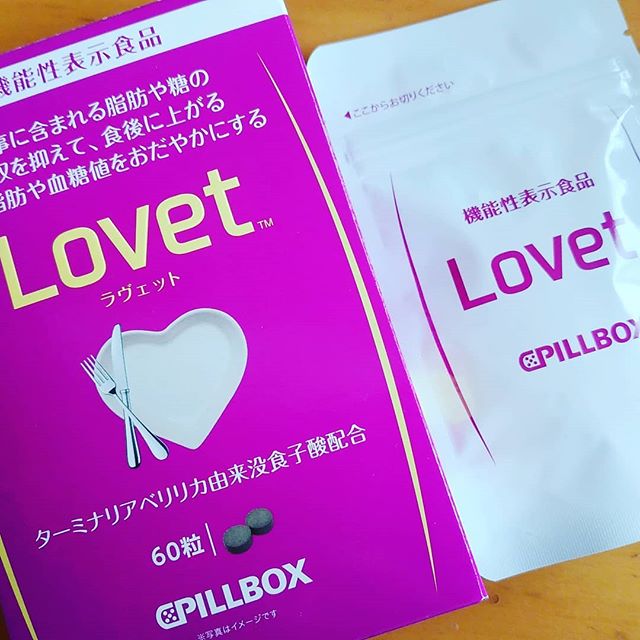 機能性表示食品
事に含まれる脂肪や糖の
収を抑えて、食後に上がる
脂肪や血糖値をおだやかにする
Lovet™
ラヴェット
ターミナリアベリリカ由来没食子酸配合
60粒
PILLBOX
※写真はイメージです
◀ここからお切りください
機能性表示食品
Lovet
PILLBOX